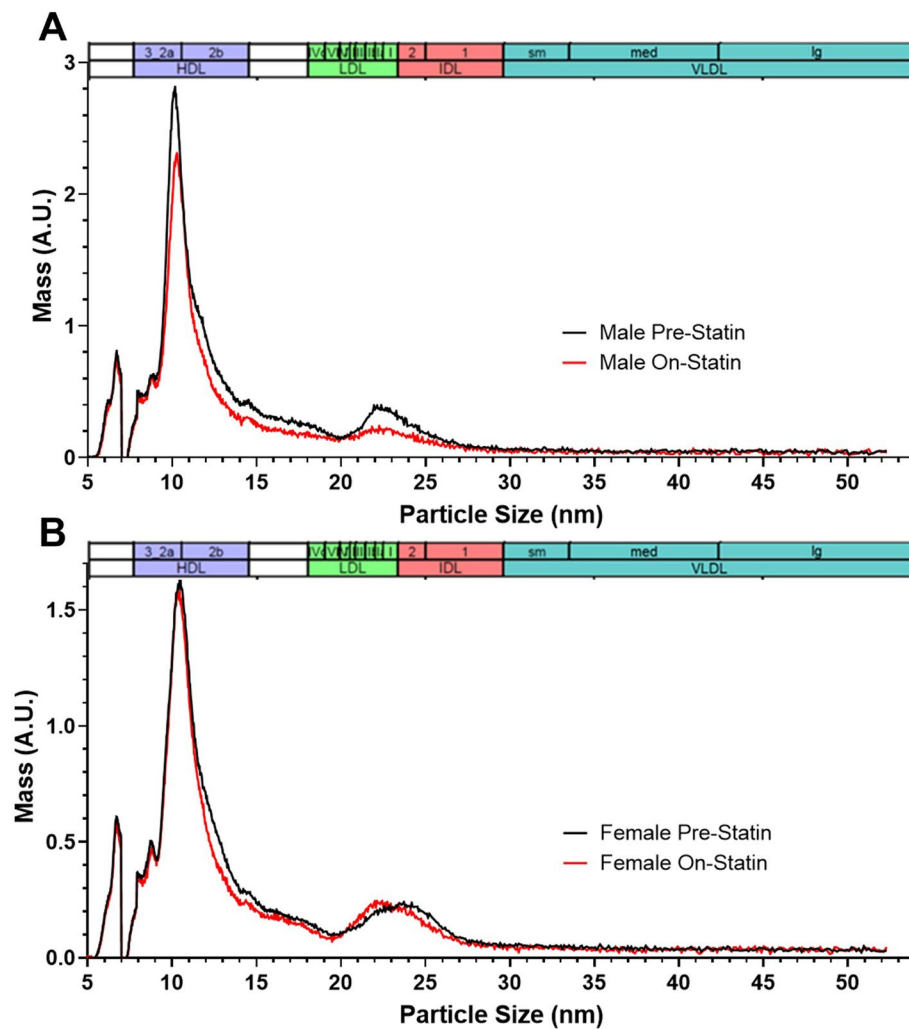 A
3_2a 2b I 2 1 sm med lg
HDL LDL IDL VLDL
3
2
1
0
Mass (A.U.)
Male Pre-Statin
Male On-Statin
5 10 15 20 25 30 35 40 45 50
Particle Size (nm)
B
3_2a 2b I 2 1 sm med lg
HDL LDL IDL VLDL
1.5
1.0
0.5
0.0
Mass (A.U.)
Female Pre-Statin
Female On-Statin
5 10 15 20 25 30 35 40 45 50
Particle Size (nm)